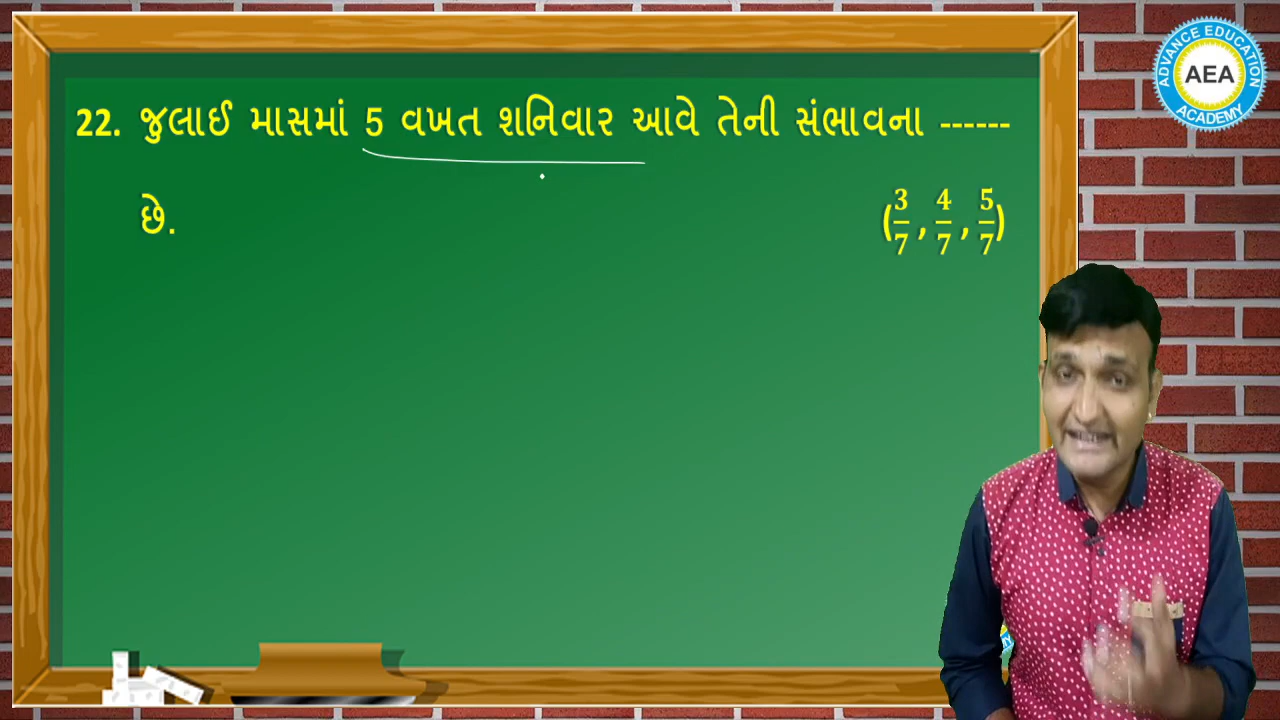 22. જુલાઈ માસમાં 5 વખત શનિવાર આવે તેની સંભાવના ------
છે. (3/7, 4/7, 5/7)
ADVANCE EDUCATION
AEA
ACADEMY